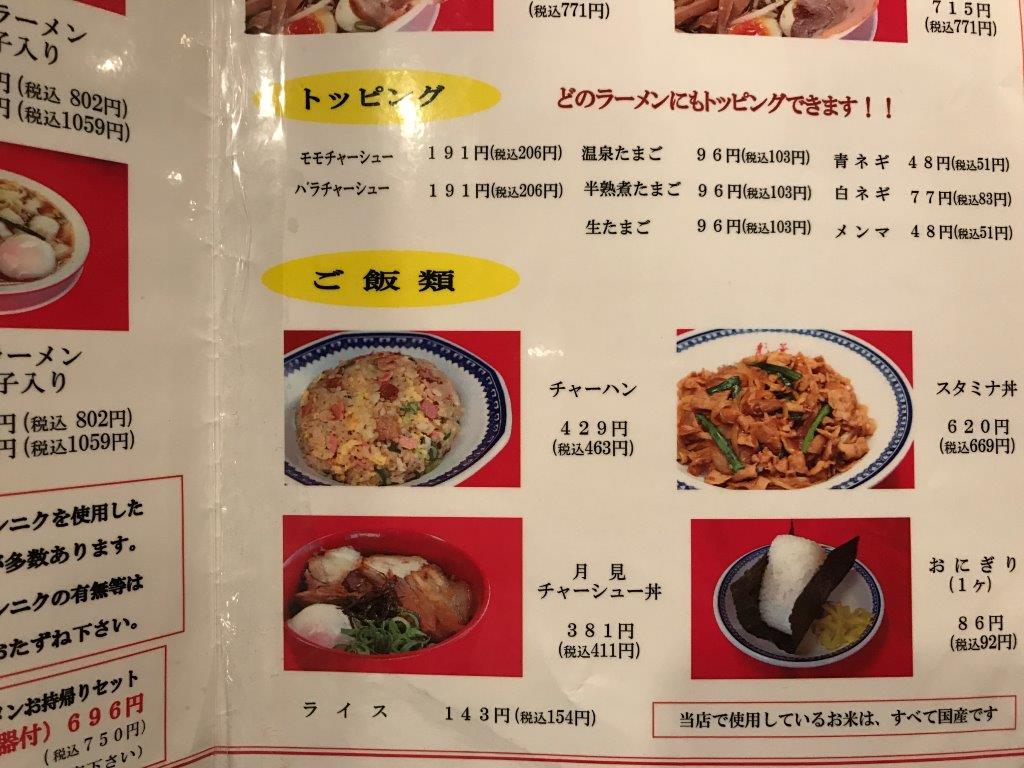 ラーメン
子入り
円(税込 802円)
円(税込1059円)
ラーメン
子入り
円(税込 802円)
円(税込1059円)
ンニクを使用した
多数あります。
ンニクの有無等は
おたずね下さい。
メンお持帰りセット
器付) 696円
(税込750円)
下さい)
(税込771円)
715円
(税込771円)
トッピング
どのラーメンにもトッピングできます！！
モモチャーシュー 191円(税込206円) 温泉たまご 96円(税込103円) 青ネギ 48円(税込51円)
バラチャーシュー 191円(税込206円) 半熟煮たまご 96円(税込103円) 白ネギ 77円(税込83円)
生たまご 96円(税込103円) メンマ 48円(税込51円)
ご飯類
チャーハン
429円
(税込463円)
スタミナ丼
620円
(税込669円)
月見
チャーシュー丼
381円
(税込411円)
おにぎり
(1ヶ)
86円
(税込92円)
ライス 143円(税込154円)
当店で使用しているお米は、すべて国産です